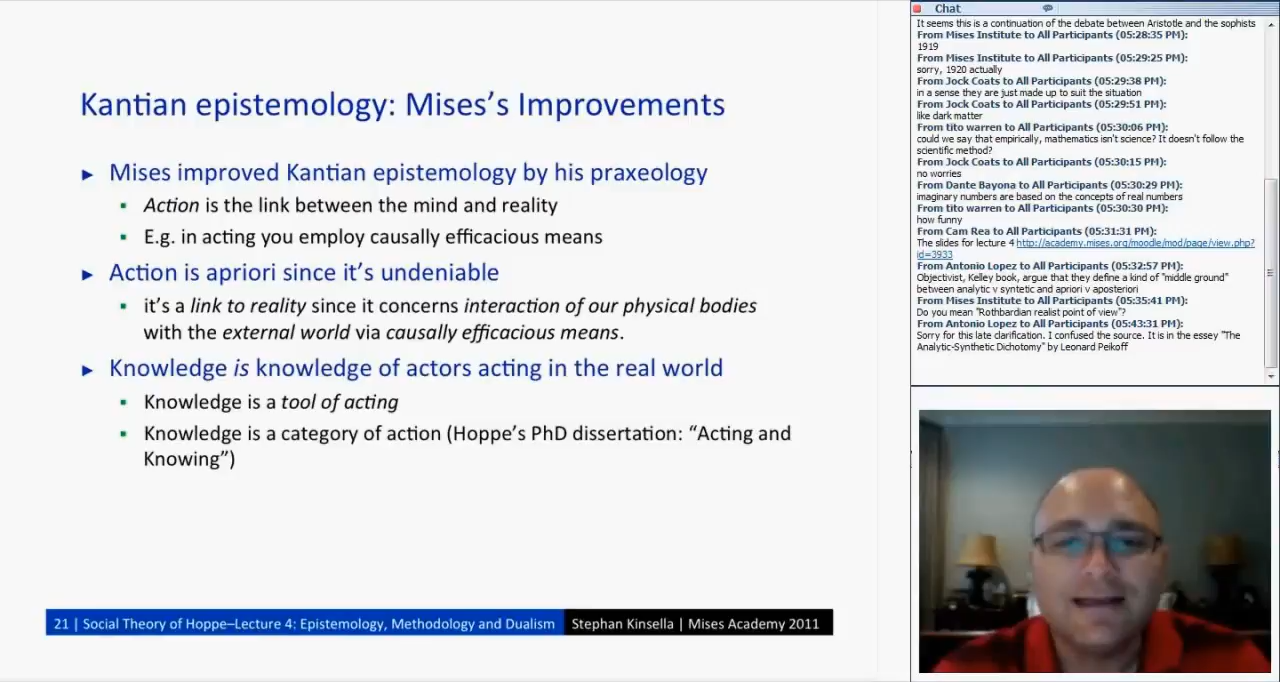 Kantian epistemology: Mises's Improvements
► Mises improved Kantian epistemology by his praxeology
▪ Action is the link between the mind and reality
▪ E.g. in acting you employ causally efficacious means
► Action is apriori since it's undeniable
▪ it's a link to reality since it concerns interaction of our physical bodies
with the external world via causally efficacious means.
► Knowledge is knowledge of actors acting in the real world
▪ Knowledge is a tool of acting
▪ Knowledge is a category of action (Hoppe's PhD dissertation: “Acting and
Knowing”)
21 | Social Theory of Hoppe–Lecture 4: Epistemology, Methodology and Dualism Stephan Kinsella | Mises Academy 2011
Chat
It seems this is a continuation of the debate between Aristotle and the sophists
From Mises Institute to All Participants (05:28:35 PM):
1919
From Mises Institute to All Participants (05:29:25 PM):
sorry, 1920 actually
From Jock Coats to All Participants (05:29:38 PM):
in a sense they are just made up to suit the situation
From Jock Coats to All Participants (05:29:51 PM):
like dark matter
From tito warren to All Participants (05:30:06 PM):
could we say that empirically, mathematics isn't science? It doesn't follow the
scientific method?
From Jock Coats to All Participants (05:30:15 PM):
no worries
From Dante Bayona to All Participants (05:30:29 PM):
imaginary numbers are based on the concepts of real numbers
From tito warren to All Participants (05:30:30 PM):
how funny
From Cam Rea to All Participants (05:31:31 PM):
The slides for lecture 4 http://academy.mises.org/moodle/mod/page/view.php?
id=3933
From Antonio Lopez to All Participants (05:32:57 PM):
Objectivist, Kelley book, argue that they define a kind of "middle ground"
between analytic v syntetic and apriori v aposteriori
From Mises Institute to All Participants (05:35:41 PM):
Do you mean "Rothbardian realist point of view"?
From Antonio Lopez to All Participants (05:43:31 PM):
Sorry for this late clarification. I confused the source. It is in the essey "The
Analytic-Synthetic Dichotomy" by Leonard Peikoff